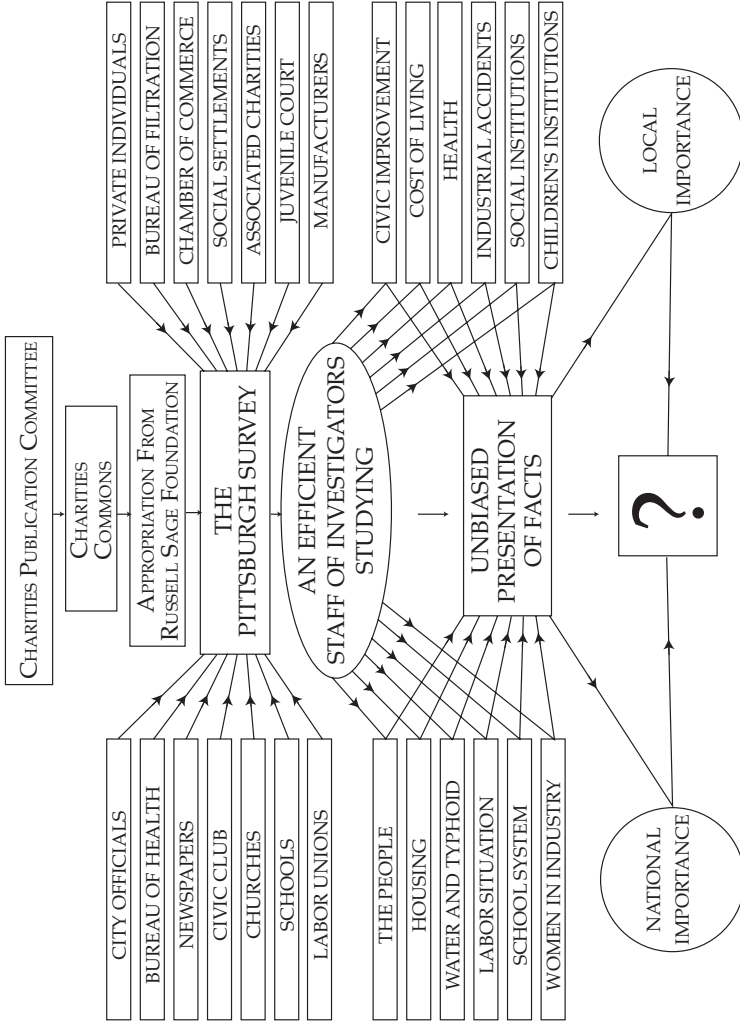 CHARITIES PUBLICATION COMMITTEE
CHARITIES
COMMONS
APPROPRIATION FROM
RUSSELL SAGE FOUNDATION
CITY OFFICIALS
BUREAU OF HEALTH
NEWSPAPERS
CIVIC CLUB
CHURCHES
SCHOOLS
LABOR UNIONS
THE
PITTSBURGH SURVEY
PRIVATE INDIVIDUALS
BUREAU OF FILTRATION
CHAMBER OF COMMERCE
SOCIAL SETTLEMENTS
ASSOCIATED CHARITIES
JUVENILE COURT
MANUFACTURERS
AN EFFICIENT
STAFF OF INVESTIGATORS
STUDYING
THE PEOPLE
HOUSING
WATER AND TYPHOID
LABOR SITUATION
SCHOOL SYSTEM
WOMEN IN INDUSTRY
CIVIC IMPROVEMENT
COST OF LIVING
HEALTH
INDUSTRIAL ACCIDENTS
SOCIAL INSTITUTIONS
CHILDREN'S INSTITUTIONS
UNBIASED
PRESENTATION
OF FACTS
NATIONAL
IMPORTANCE
?
LOCAL
IMPORTANCE